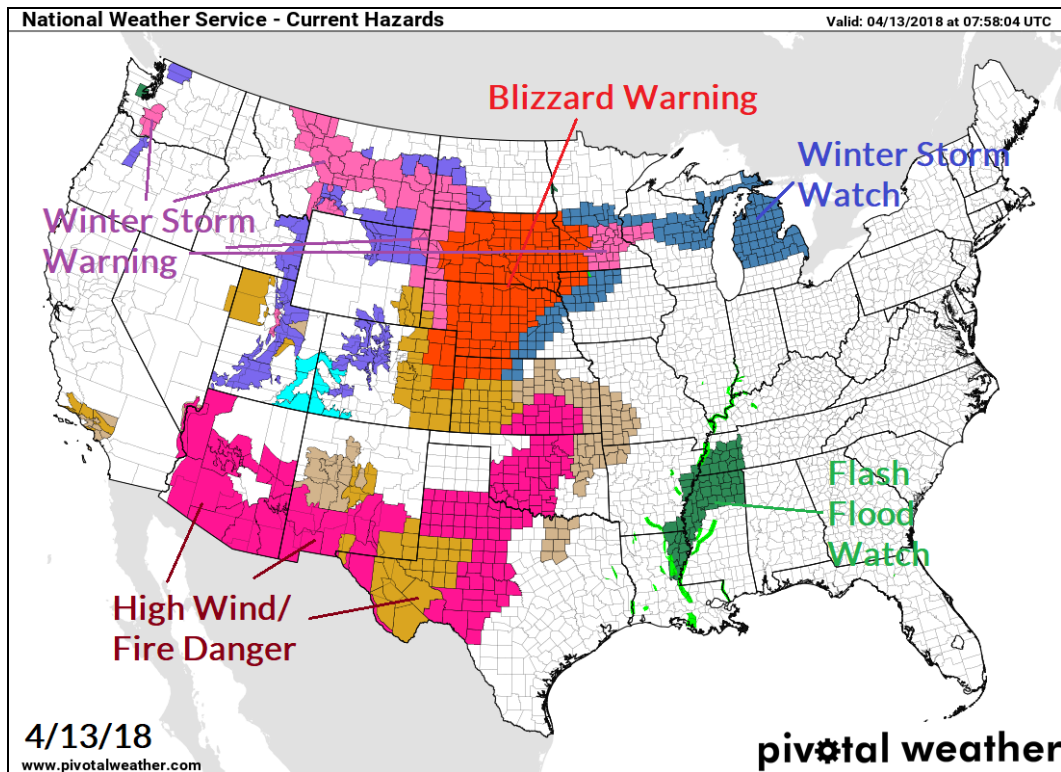 National Weather Service - Current Hazards
Valid: 04/13/2018 at 07:58:04 UTC
Blizzard Warning
Winter Storm
Watch
Winter Storm
Warning
Flash
Flood
Watch
High Wind/
Fire Danger
4/13/18
www.pivotalweather.com
pivotal weather